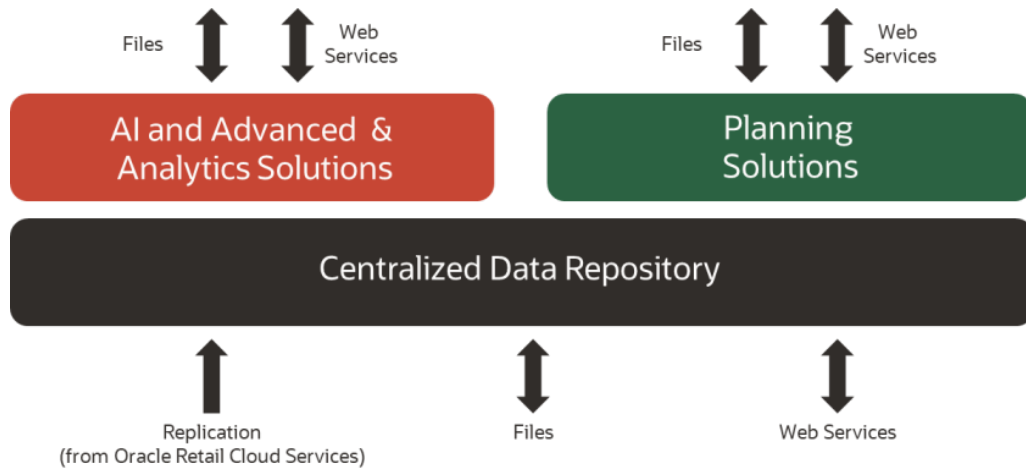 Files
Web
Services
Files
Web
Services
AI and Advanced &
Analytics Solutions
Planning
Solutions
Centralized Data Repository
Replication
(from Oracle Retail Cloud Services)
Files
Web Services